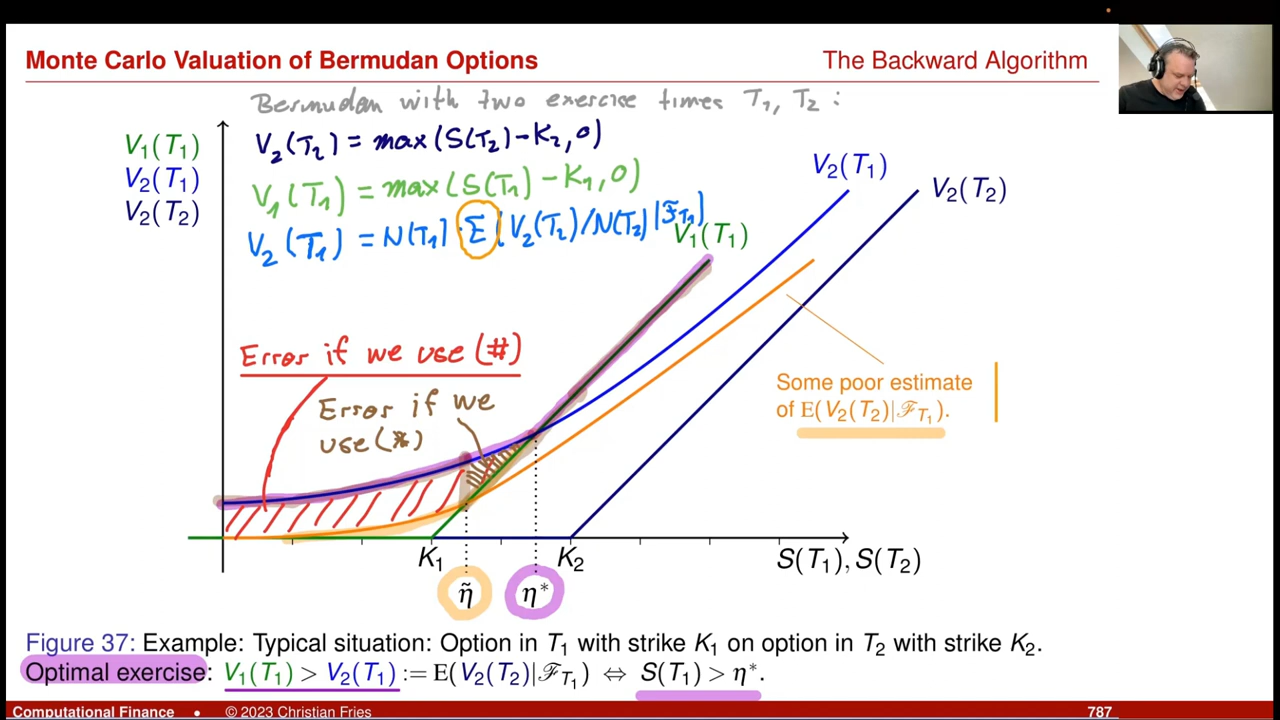 Monte Carlo Valuation of Bermudan Options
The Backward Algorithm
Bermudan with two exercise times T₁, T₂ :
V₁(T₁)
V₂(T₁)
V₂(T₂)
V₂(T₂) = max(S(T₂)-K₂,0)
V₁(T₁) = max(S(T₁)-K₁,0)
V₂(T₁) = N(T₁)·E(V₂(T₂)/N(T₂)|ℱ_T₁)
V₁(T₁)
V₂(T₁)
V₂(T₂)
Error if we use (#)
Error if we
use (*)
Some poor estimate
of E(V₂(T₂)|ℱ_T₁).
K₁
K₂
S(T₁), S(T₂)
η̃
η*
Figure 37: Example: Typical situation: Option in T₁ with strike K₁ on option in T₂ with strike K₂.
Optimal exercise: V₁(T₁) > V₂(T₁) := E(V₂(T₂)|ℱ_T₁) ⇔ S(T₁) > η*.
Computational Finance • © 2023 Christian Fries 787